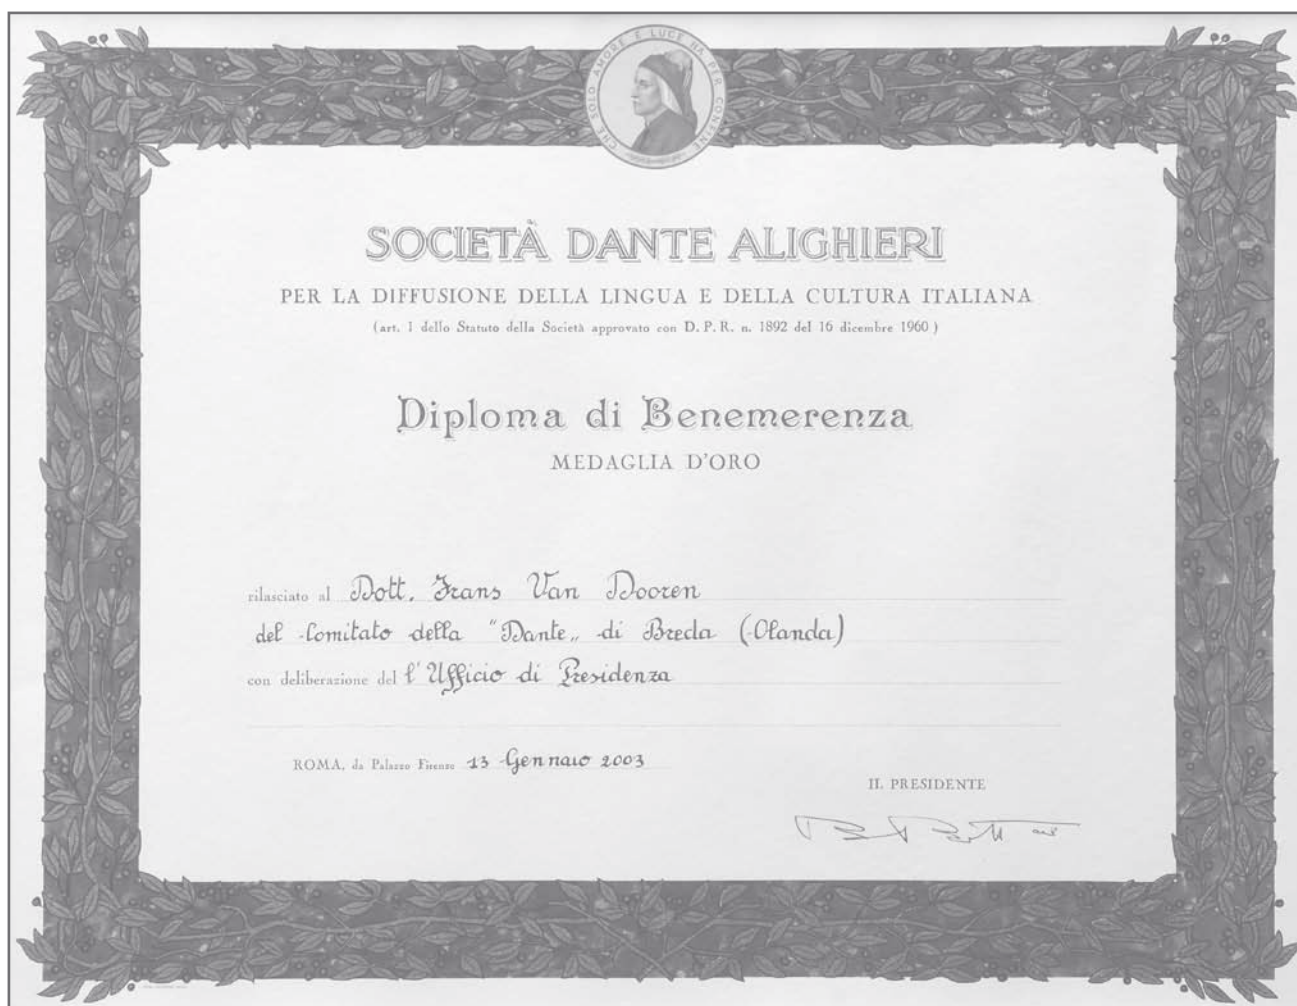 CHE SOLO AMORE E LUCE HA PER CONFINE
SOCIETÀ DANTE ALIGHIERI
PER LA DIFFUSIONE DELLA LINGUA E DELLA CULTURA ITALIANA
(art. 1 dello Statuto della Società approvato con D. P. R. n. 1892 del 16 dicembre 1960)
Diploma di Benemerenza
MEDAGLIA D'ORO
rilasciato al Dott. Frans Van Dooren
del Comitato della "Dante„ di Breda (Olanda)
con deliberazione del l'Ufficio di Presidenza
ROMA, da Palazzo Firenze 13 Gennaio 2003
IL PRESIDENTE